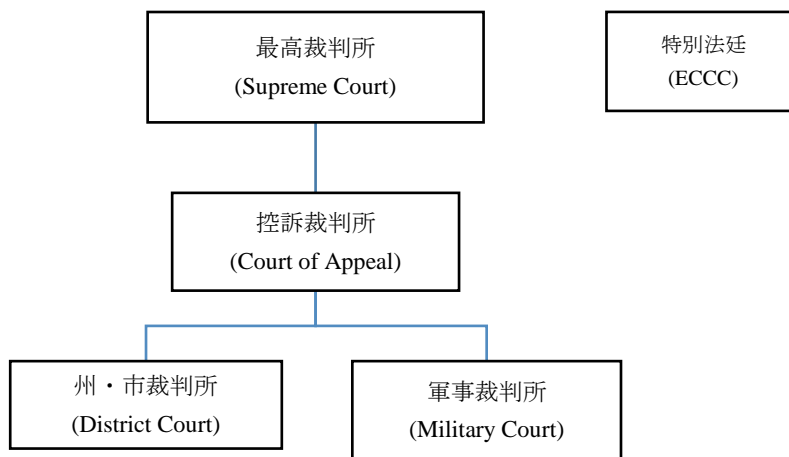 最高裁判所
(Supreme Court)
特別法廷
(ECCC)
控訴裁判所
(Court of Appeal)
州・市裁判所
(District Court)
軍事裁判所
(Military Court)